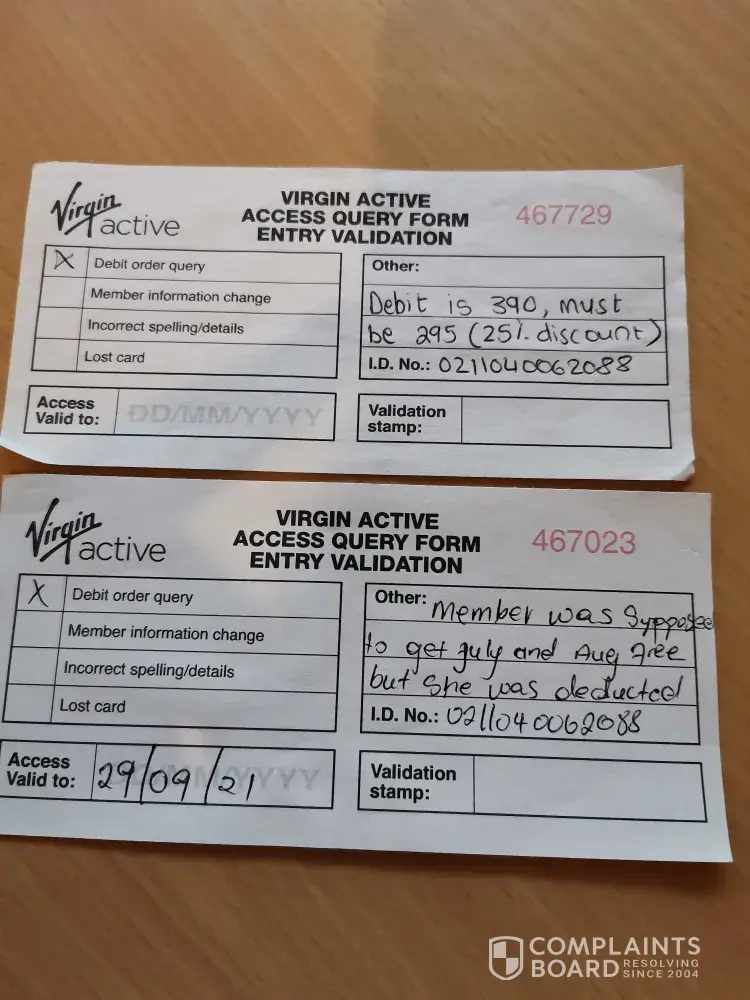 Virgin active
VIRGIN ACTIVE
ACCESS QUERY FORM
ENTRY VALIDATION
467729
X Debit order query
Member information change
Incorrect spelling/details
Lost card
Other:
Debit is 390, must
be 295 (25% discount)
I.D. No.: 0211040062088
Access
Valid to: DD/MM/YYYY
Validation
stamp:
Virgin active
VIRGIN ACTIVE
ACCESS QUERY FORM
ENTRY VALIDATION
467023
X Debit order query
Member information change
Incorrect spelling/details
Lost card
Other: Member was Supposse
to get july and Aug free
but she was deducted
I.D. No.: 0211040062088
Access
Valid to: 29/09/21
Validation
stamp:
COMPLAINTS
BOARD RESOLVING
SINCE 2004